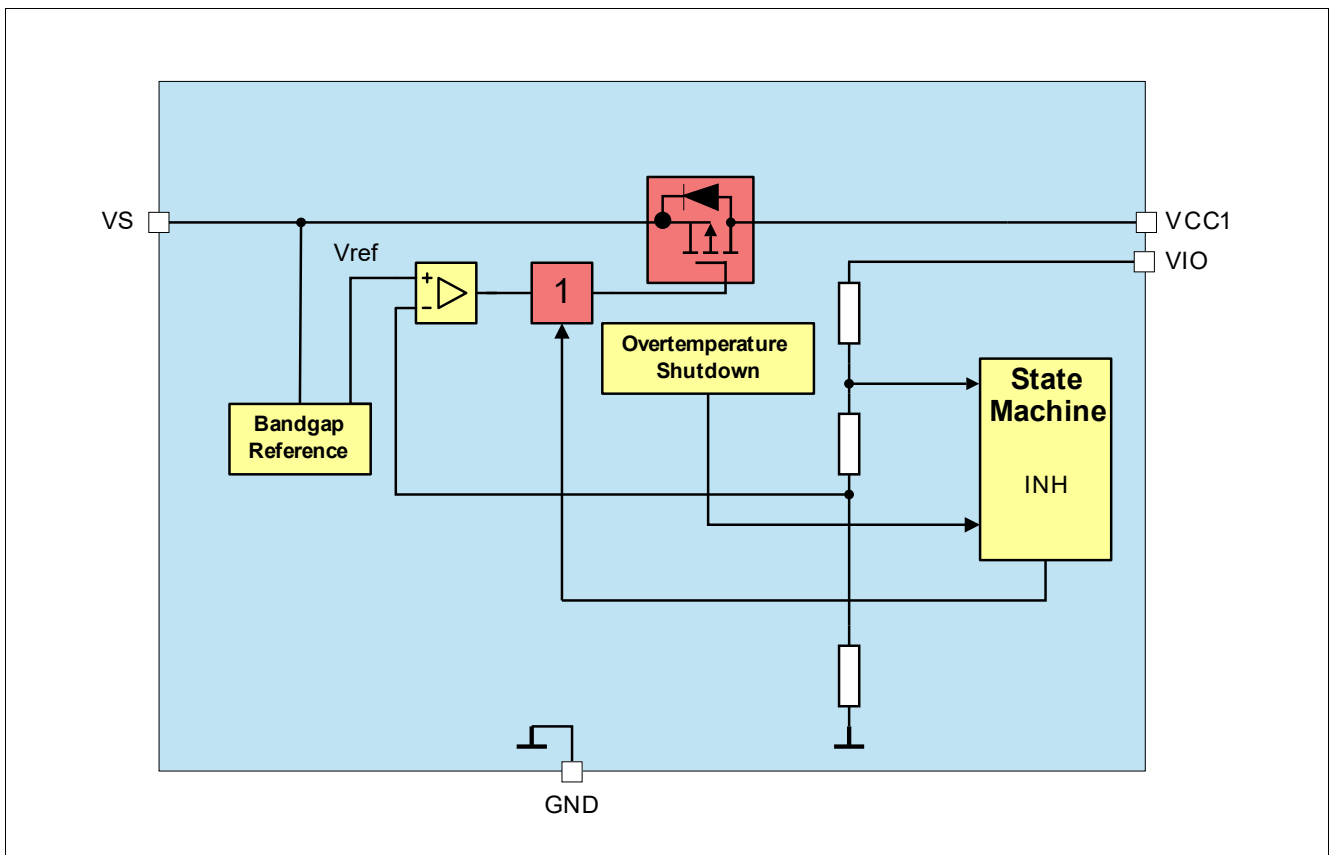 VS
VCC1
VIO
Vref
+
-
1
Overtemperature
Shutdown
State
Machine
INH
Bandgap
Reference
GND